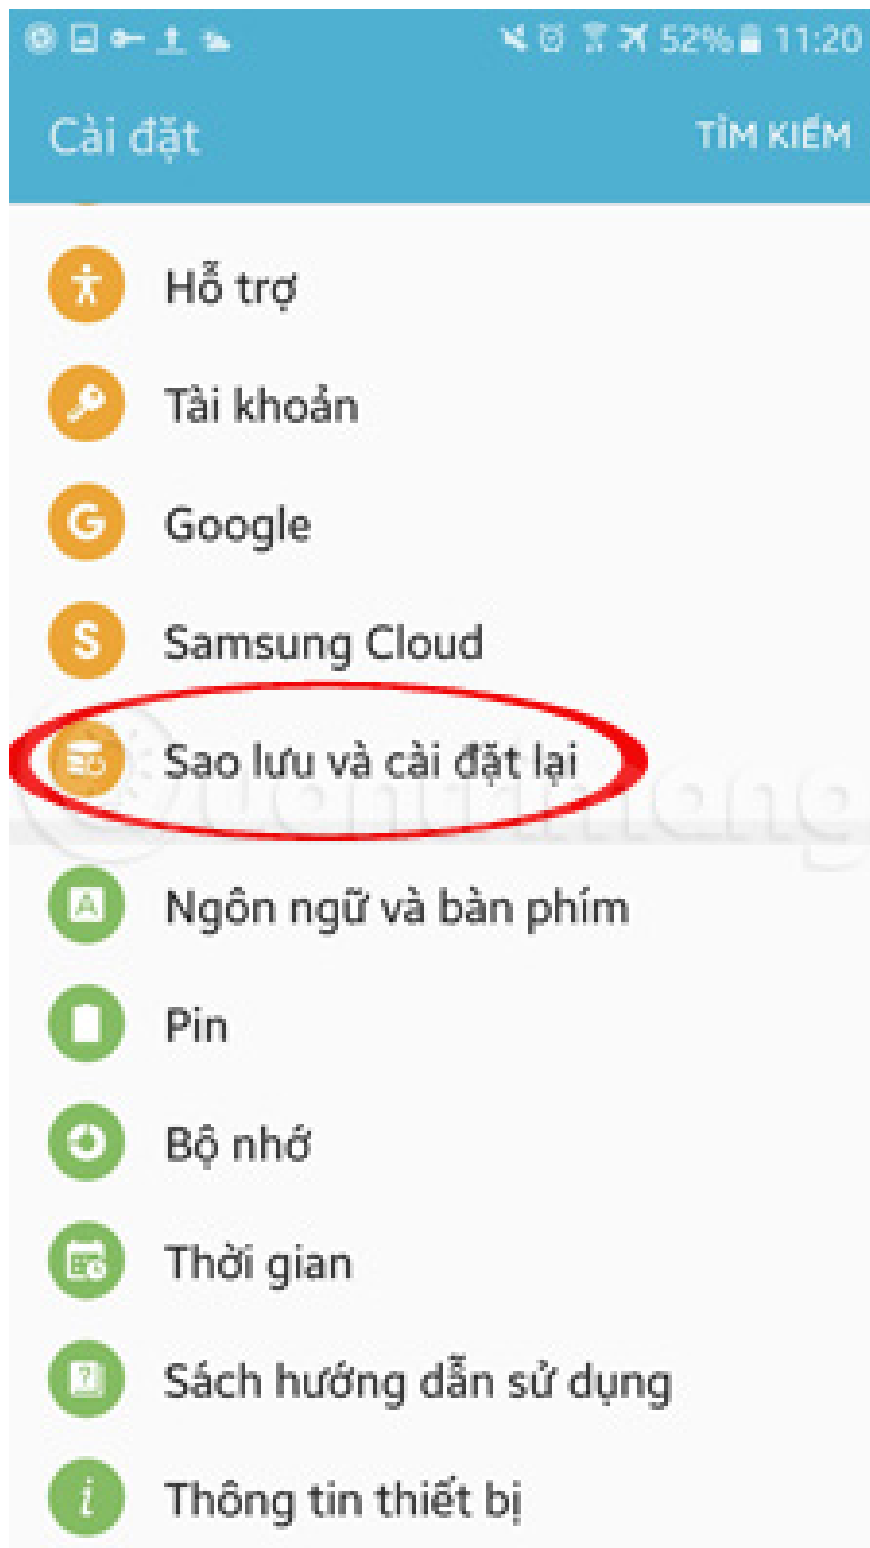 52% 11:20
Cài đặt TÌM KIẾM
Hỗ trợ
Tài khoản
G Google
S Samsung Cloud
Sao lưu và cài đặt lại
uantrimang
A Ngôn ngữ và bàn phím
Pin
Bộ nhớ
Thời gian
? Sách hướng dẫn sử dụng
i Thông tin thiết bị